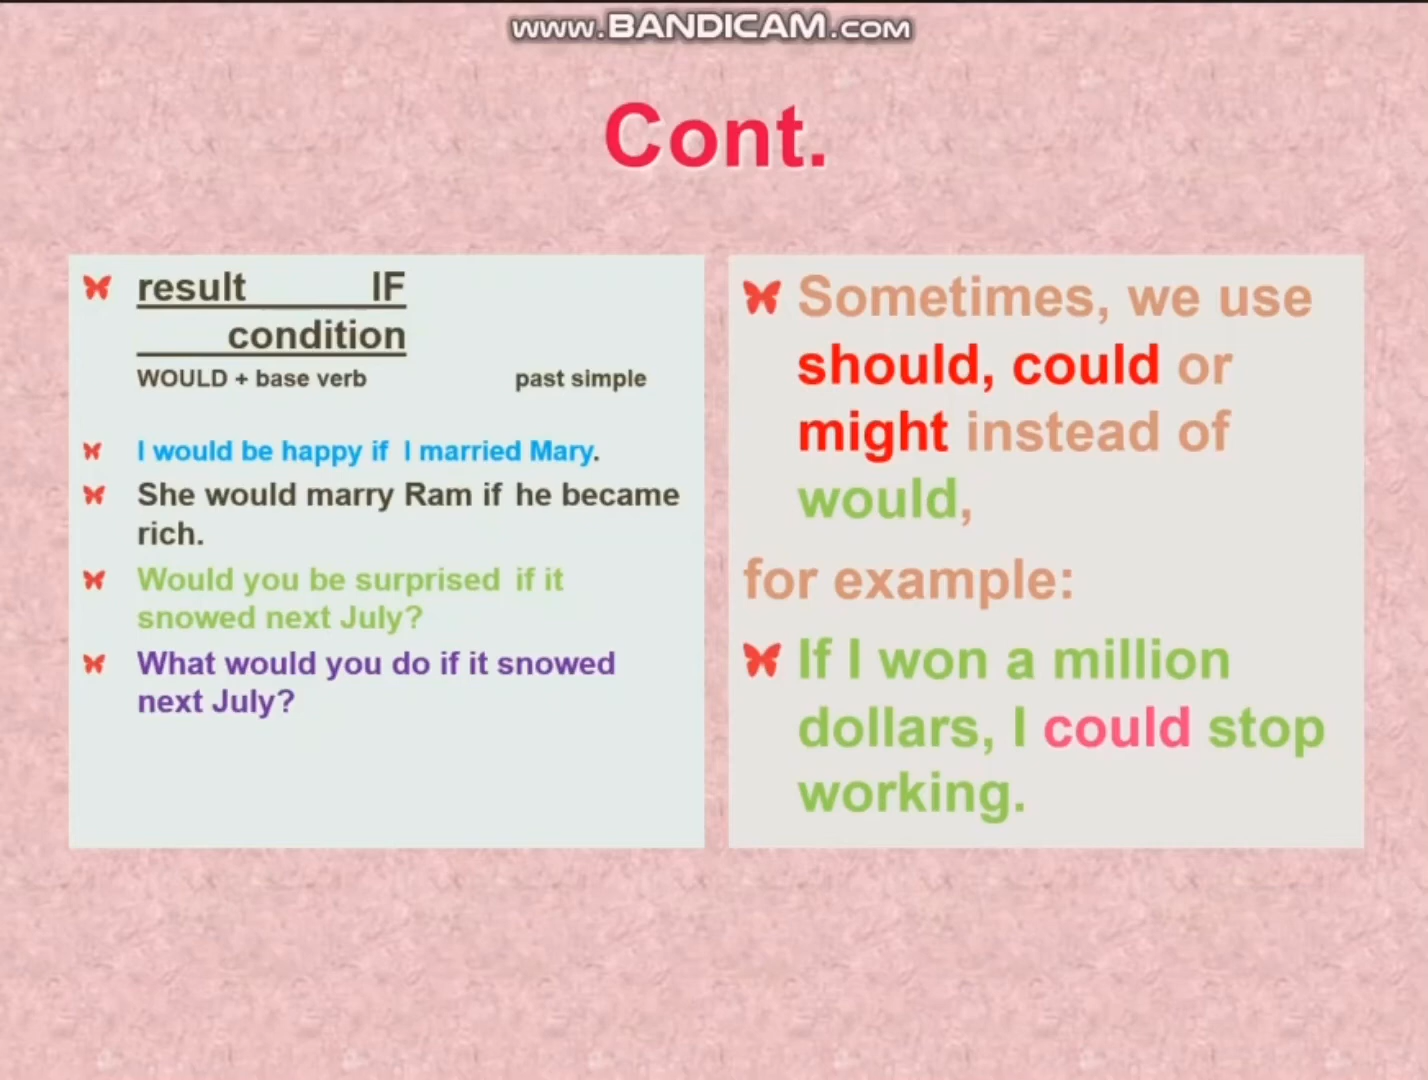 www.BANDICAM.com
Cont.
result IF
condition
WOULD + base verb past simple
I would be happy if I married Mary.
She would marry Ram if he became
rich.
Would you be surprised if it
snowed next July?
What would you do if it snowed
next July?
Sometimes, we use
should, could or
might instead of
would,
for example:
If I won a million
dollars, I could stop
working.